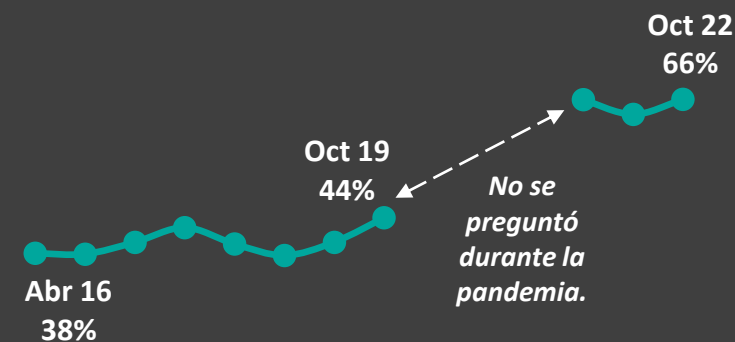 Oct 22
66%
Oct 19
44%
No se
preguntó
durante la
pandemia.
Abr 16
38%